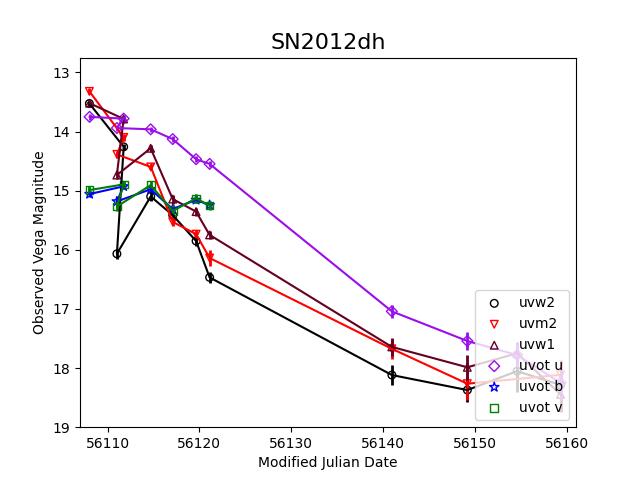 SN2012dh
Observed Vega Magnitude
13
14
15
16
17
18
19
56110
56120
56130
56140
56150
56160
Modified Julian Date
uvw2
uvm2
uvw1
uvot u
uvot b
uvot v